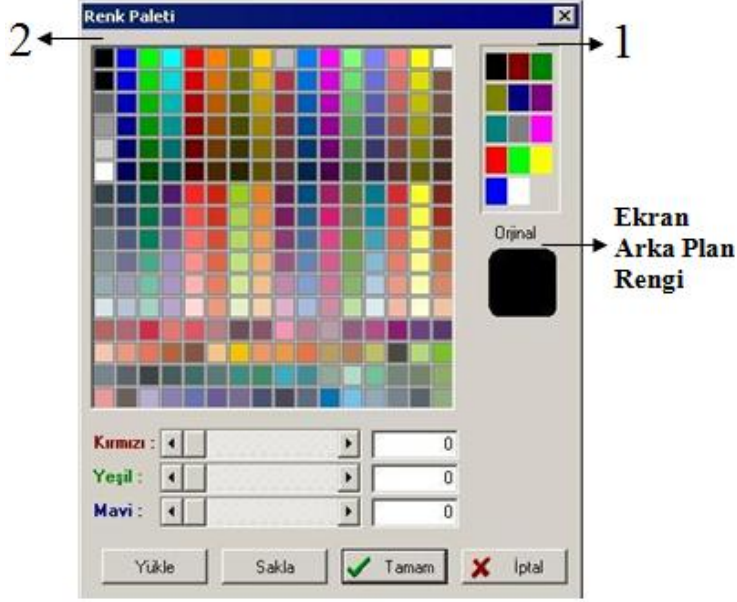 Renk Paleti
2
1
Orjinal
Ekran
Arka Plan
Rengi
Kırmızı : 0
Yeşil : 0
Mavi : 0
Yükle Sakla Tamam İptal